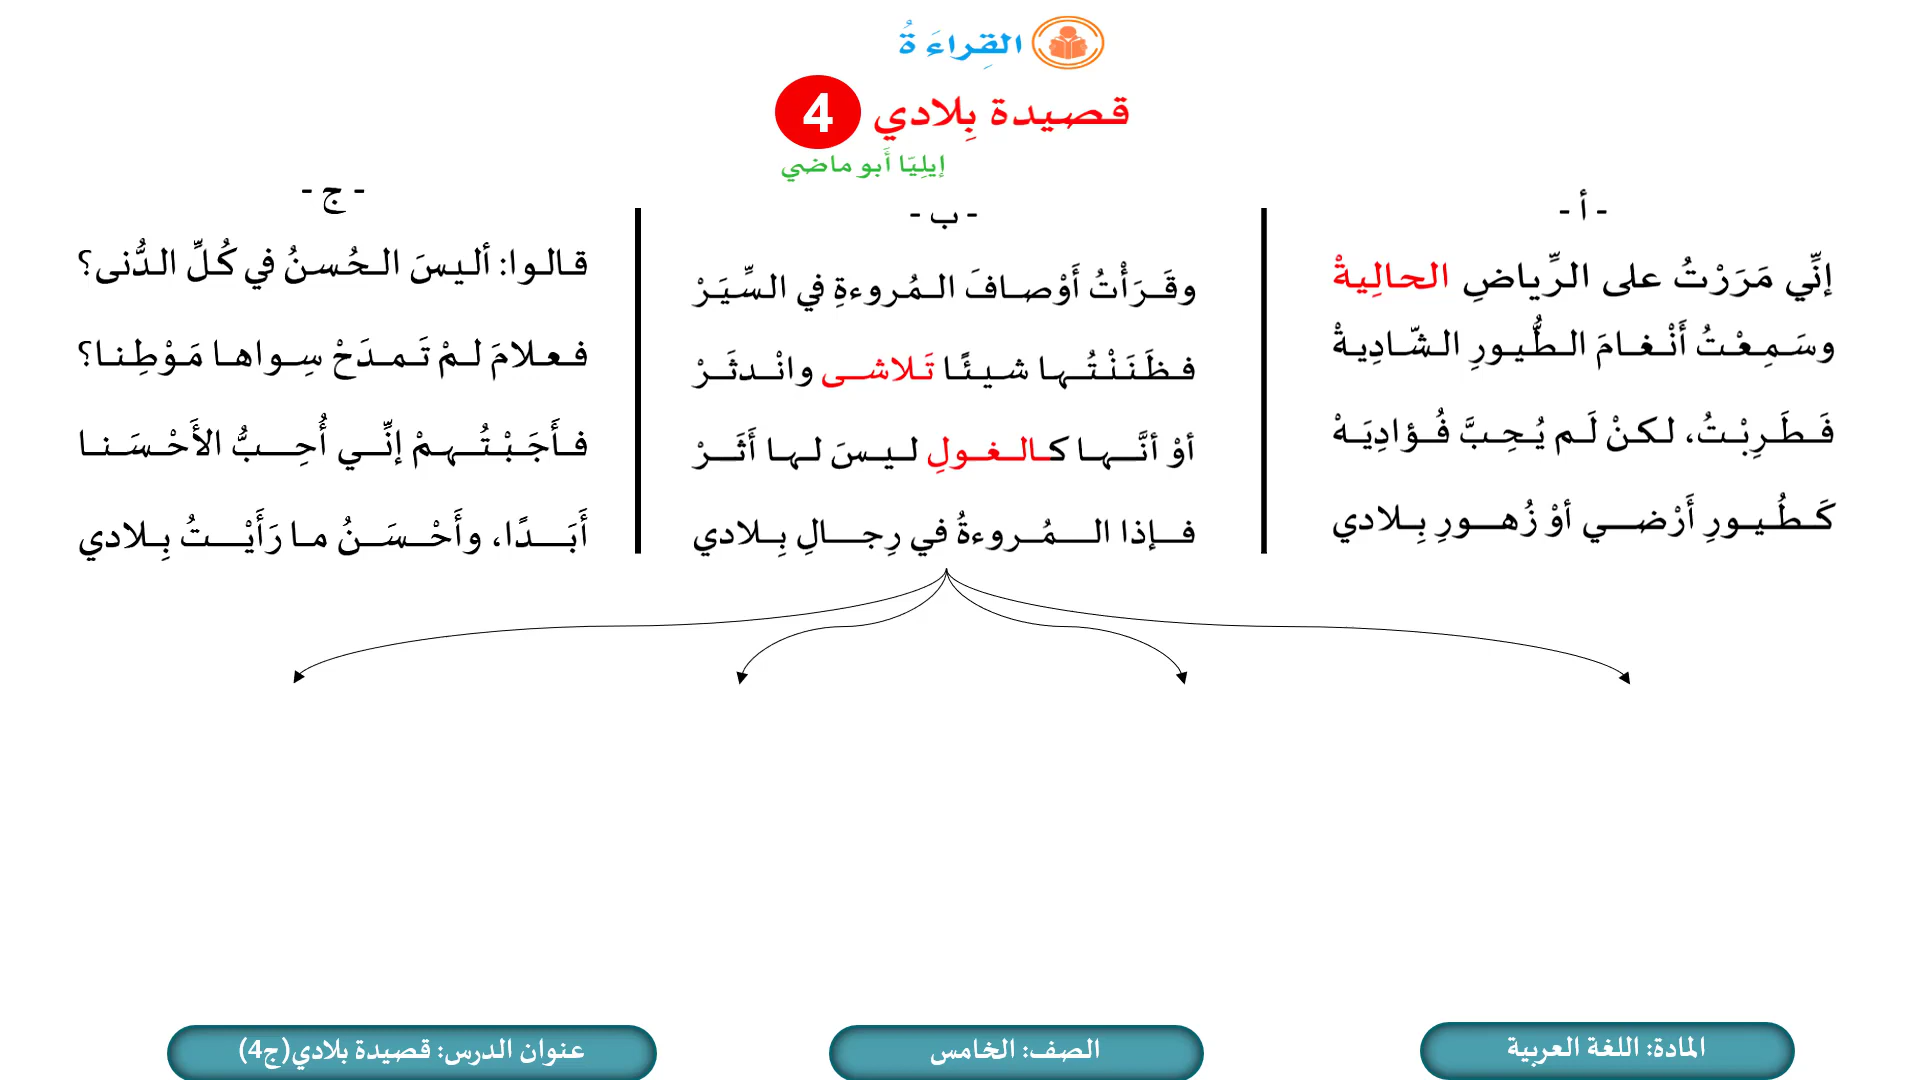 القِراءَةُ
قصيدة بِلادي 4
إيلِيَا أَبو ماضي
- أ -
إنِّي مَرَرْتُ على الرِّياضِ الحالِيةْ
وسَمِعْتُ أَنْغامَ الطُّيورِ الشّادِيةْ
فَطَرِبْتُ، لكنْ لَم يُحِبَّ فُؤادِيَهْ
كَطُيورِ أَرْضي أوْ زُهورِ بِلادي
- ب -
وقَرَأْتُ أَوْصافَ المُروءةِ في السِّيَرْ
فظَنَنْتُها شيئًا تَلاشى وانْدثَرْ
أوْ أنَّها كالغولِ ليسَ لها أَثَرْ
فإذا المُروءةُ في رِجالِ بِلادي
- ج -
قالوا: أليسَ الحُسنُ في كُلِّ الدُّنى؟
فعلامَ لمْ تَمدَحْ سِواها مَوْطِنا؟
فأَجَبْتُهمْ إنِّي أُحِبُّ الأَحْسَنا
أَبَدًا، وأَحْسَنُ ما رَأَيْتُ بِلادي
المادة: اللغة العربية
الصف: الخامس
عنوان الدرس: قصيدة بلادي(ج4)